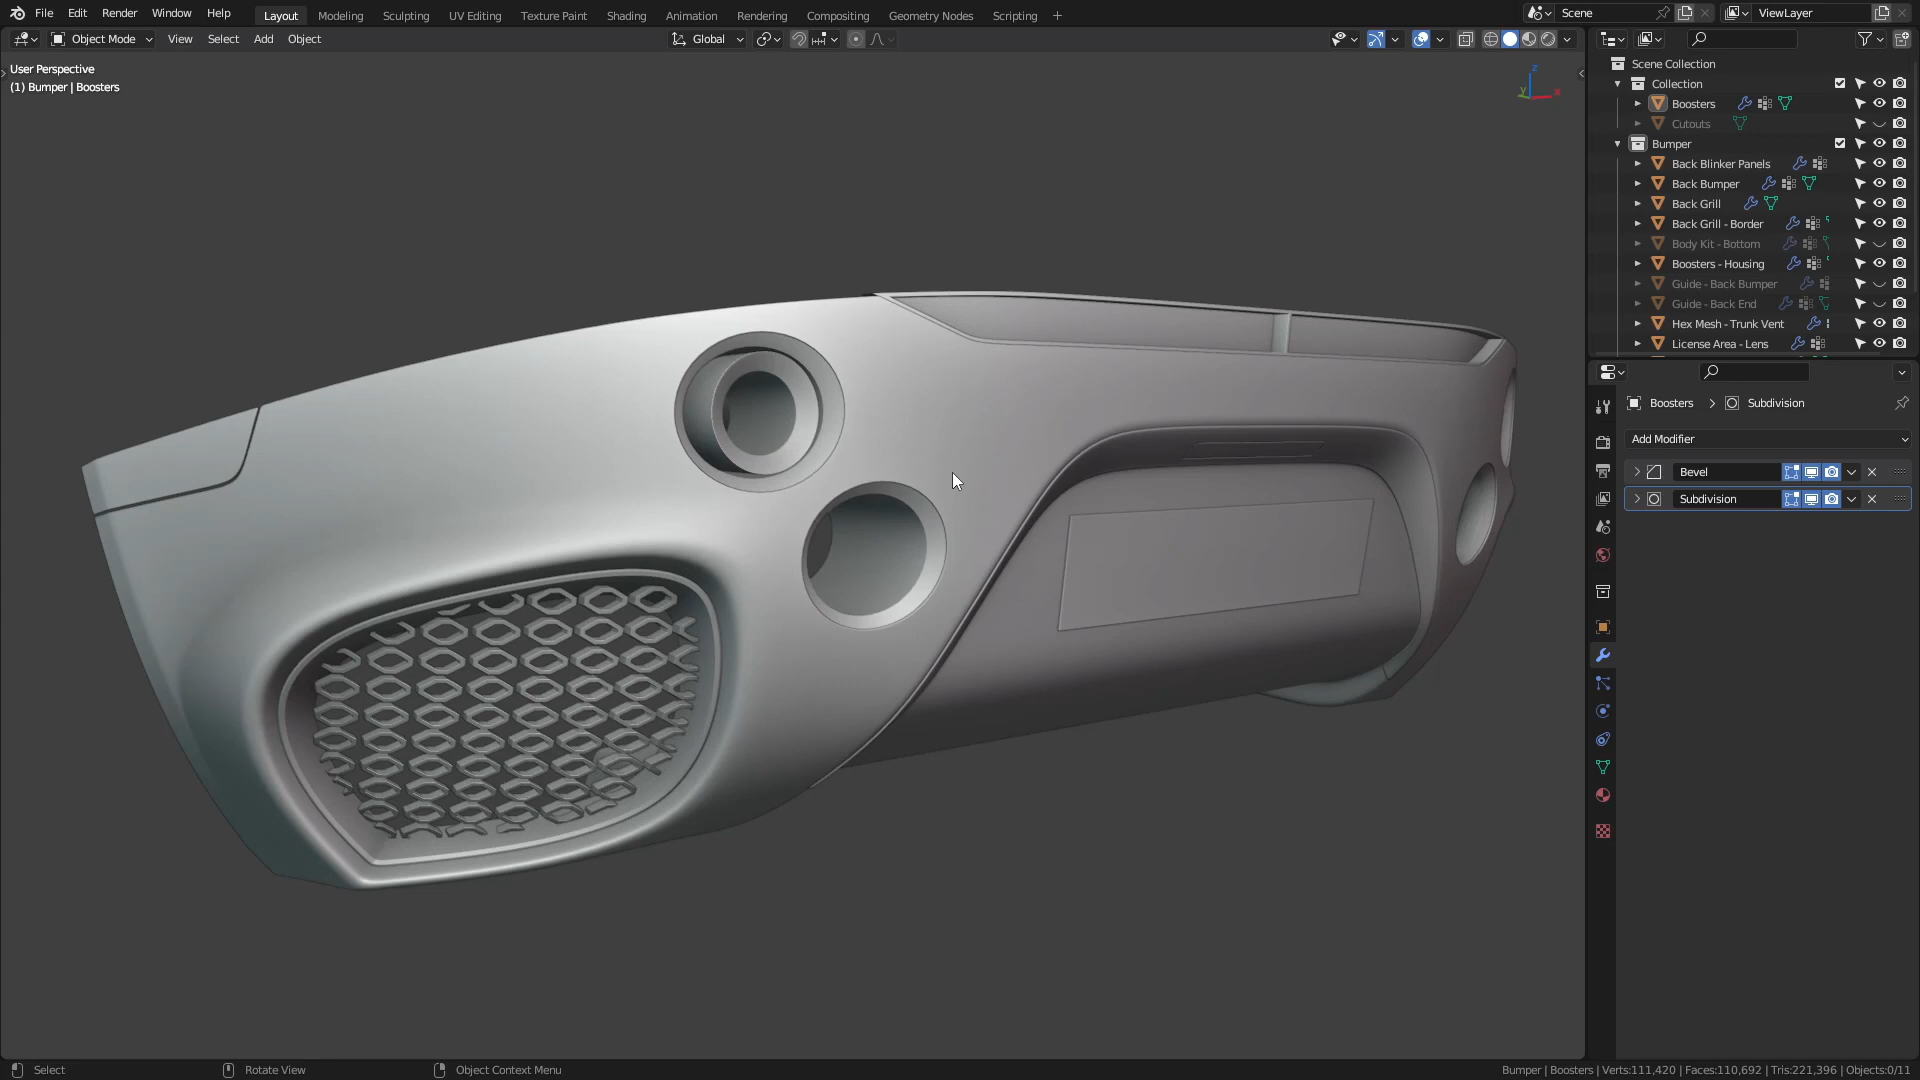 File Edit Render Window Help
Layout Modeling Sculpting UV Editing Texture Paint Shading Animation Rendering Compositing Geometry Nodes Scripting +
Scene
ViewLayer
Object Mode View Select Add Object
Global
User Perspective
(1) Bumper | Boosters
z
y
x
Scene Collection
Collection
Boosters
Cutouts
Bumper
Back Blinker Panels
Back Bumper
Back Grill
Back Grill - Border
Body Kit - Bottom
Boosters - Housing
Guide - Back Bumper
Guide - Back End
Hex Mesh - Trunk Vent
License Area - Lens
Boosters > Subdivision
Add Modifier
Bevel
Subdivision
Select
Rotate View
Object Context Menu
Bumper | Boosters | Verts:111,420 | Faces:110,692 | Tris:221,396 | Objects:0/11